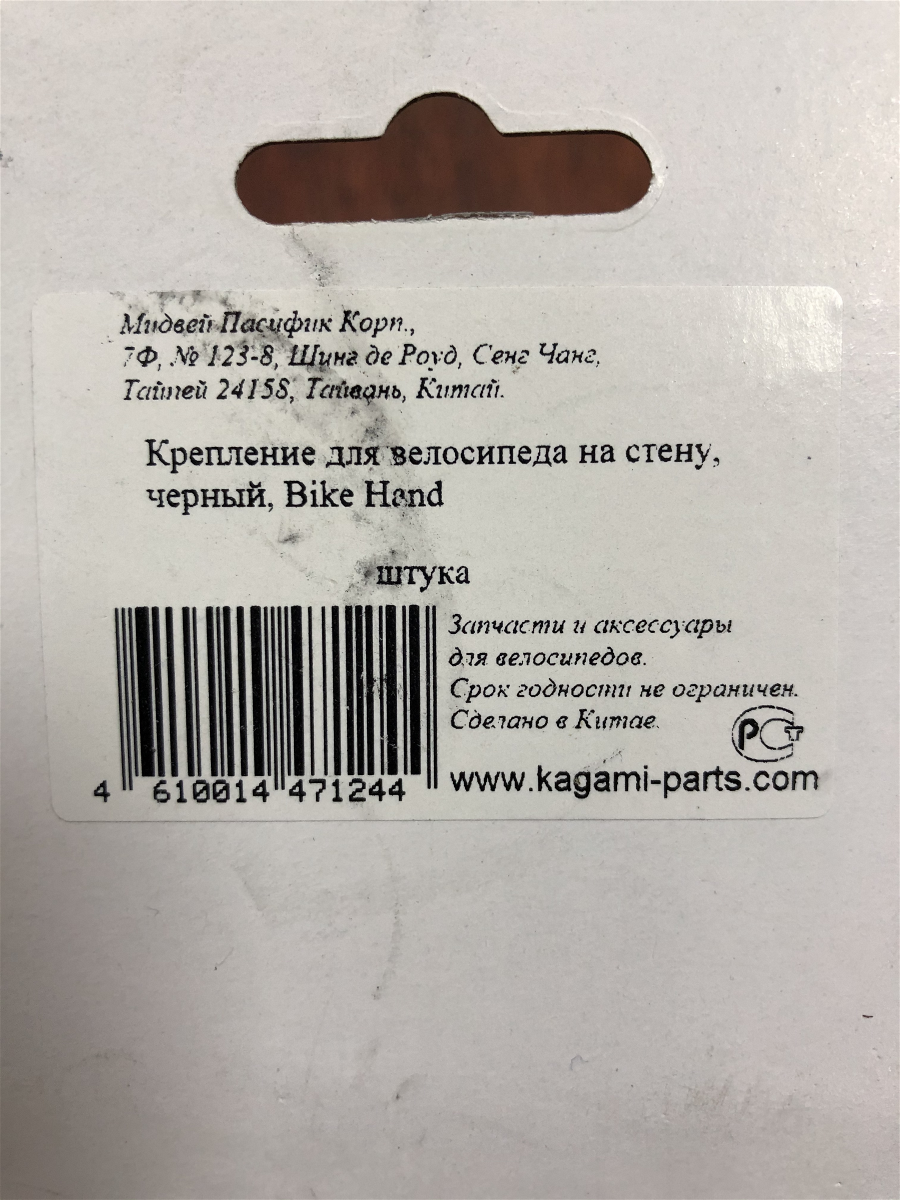 Мидвей Пасифик Корп.,
7Ф, № 123-8, Шинг де Роуд, Сенг Чанг,
Тайпей 24158, Тайвань, Китай.
Крепление для велосипеда на стену,
черный, Bike Hand
штука
Запчасти и аксессуары
для велосипедов.
Срок годности не ограничен.
Сделано в Китае.
РСТ
www.kagami-parts.com
4 610014 471244